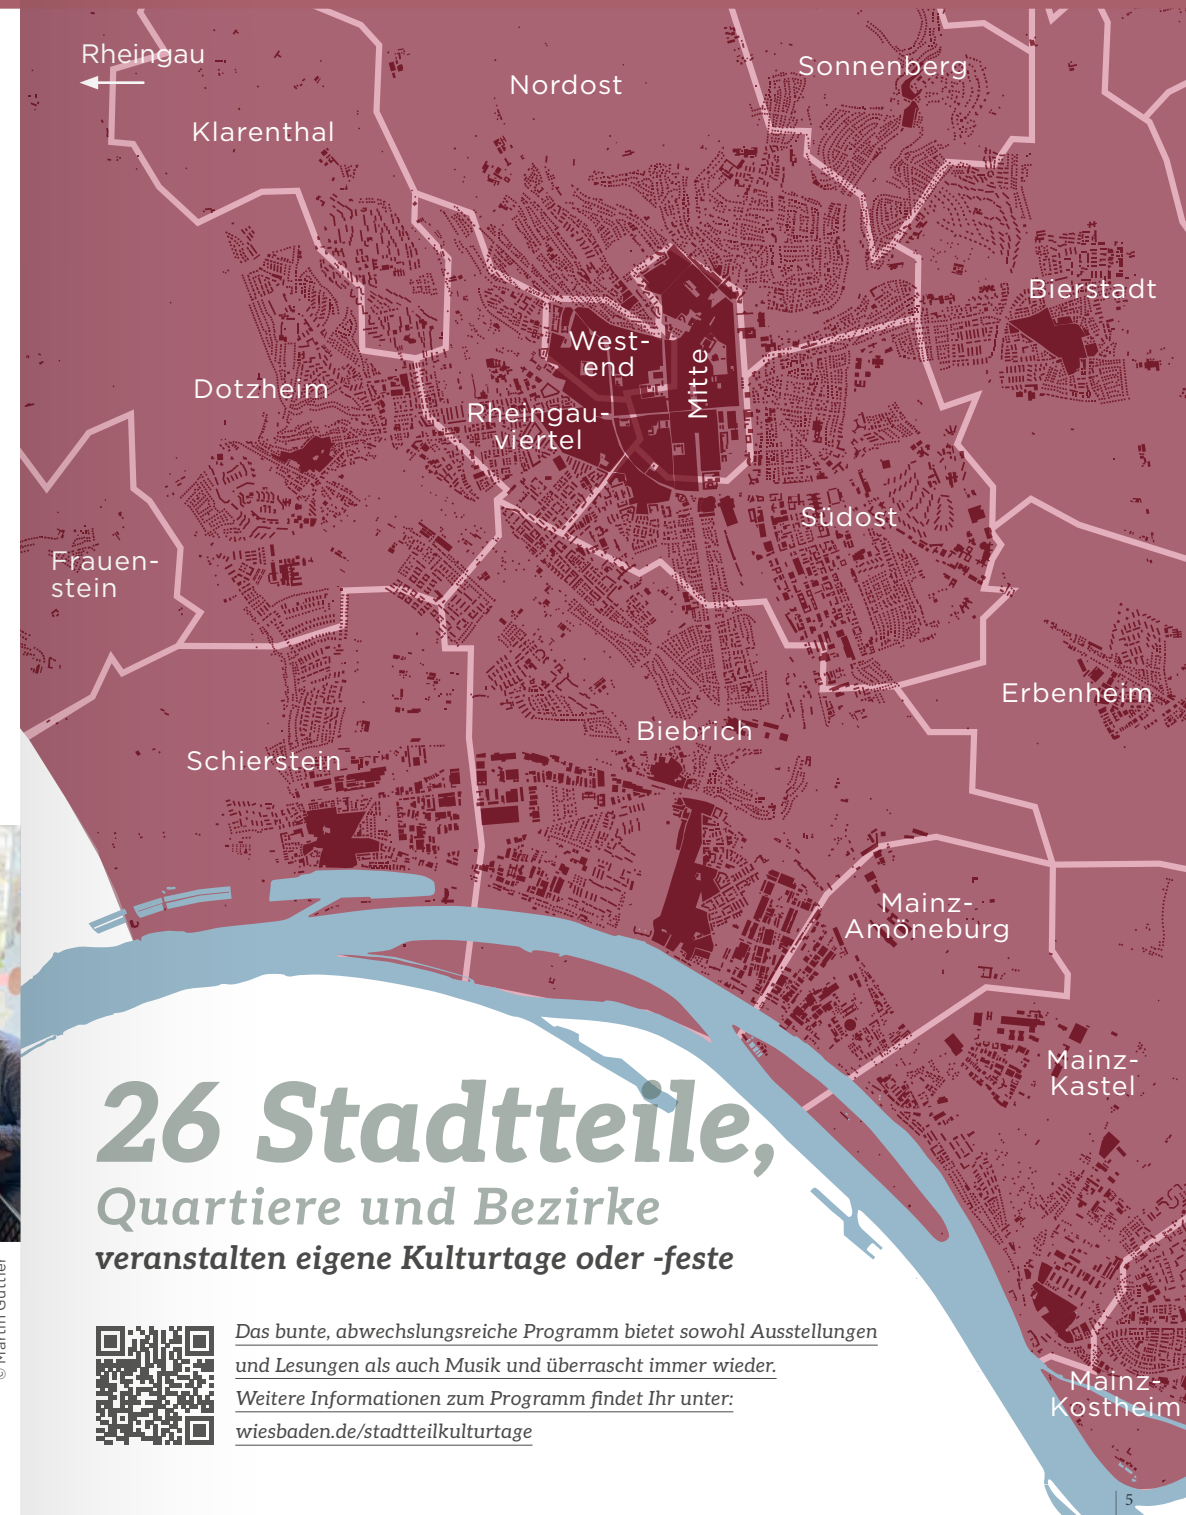 Rheingau
Nordost
Sonnenberg
Klarenthal
Bierstadt
West-
end
Mitte
Dotzheim
Rheingau-
viertel
Südost
Frauen-
stein
Erbenheim
Biebrich
Schierstein
Mainz-
Amöneburg
Mainz-
Kastel
Mainz-
Kostheim
26 Stadtteile,
Quartiere und Bezirke
veranstalten eigene Kulturtage oder -feste
Das bunte, abwechslungsreiche Programm bietet sowohl Ausstellungen
und Lesungen als auch Musik und überrascht immer wieder.
Weitere Informationen zum Programm findet Ihr unter:
wiesbaden.de/stadtteilkulturtage
© Martin Guttler
5